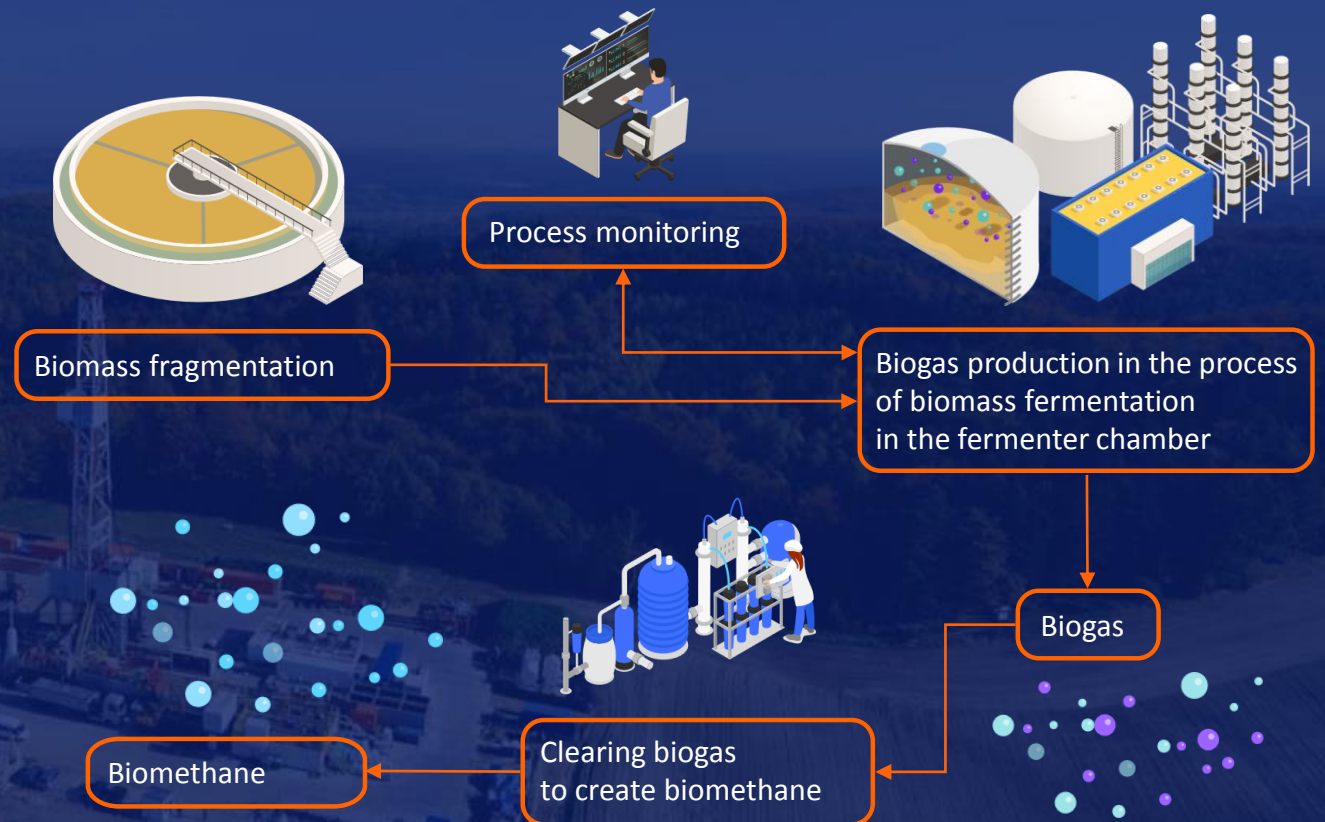 Process monitoring
Biomass fragmentation
Biogas production in the process
of biomass fermentation
in the fermenter chamber
Biogas
Clearing biogas
to create biomethane
Biomethane